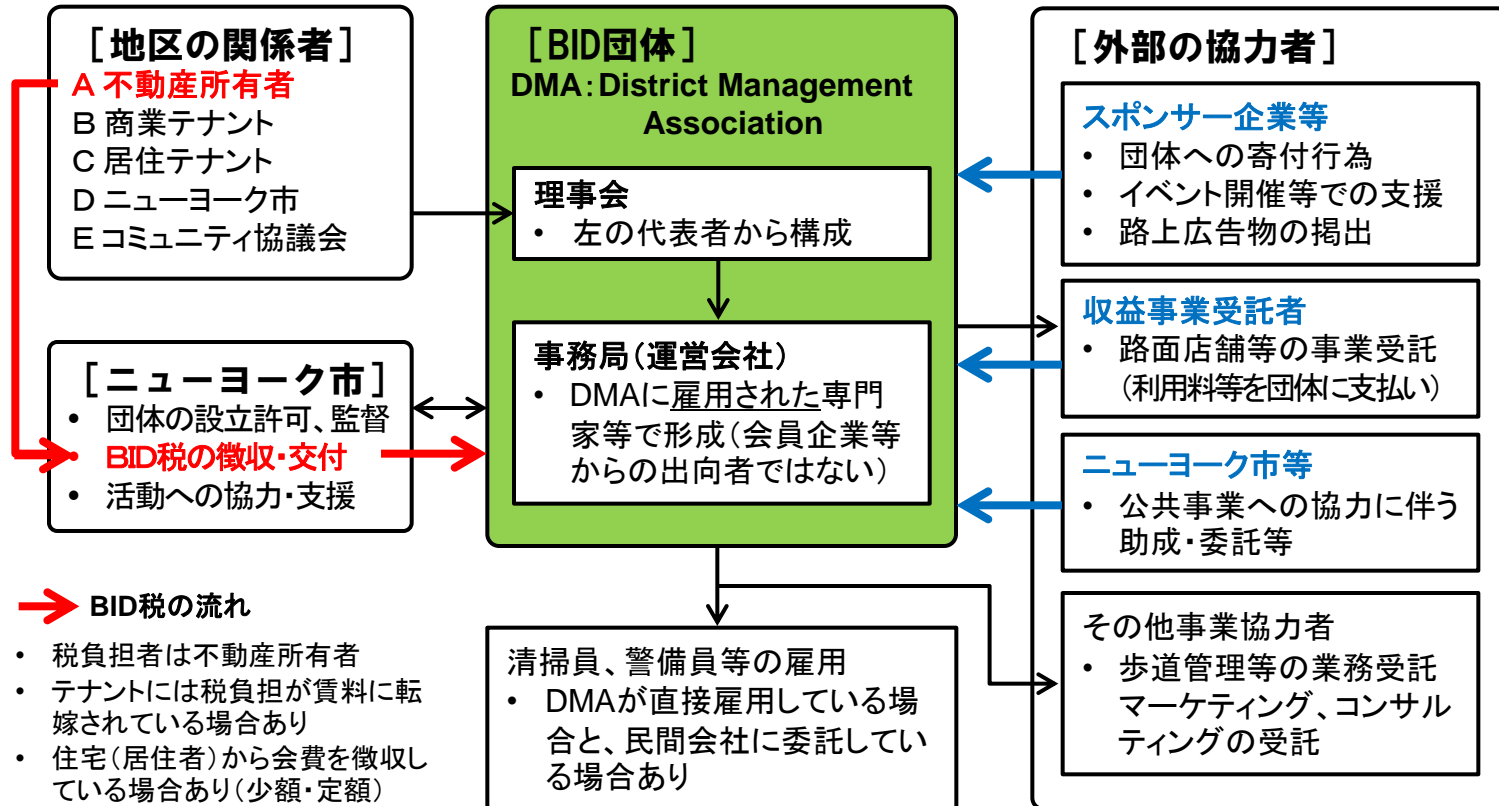 ［地区の関係者］
Ａ 不動産所有者
Ｂ 商業テナント
Ｃ 居住テナント
Ｄ ニューヨーク市
Ｅ コミュニティ協議会
［ニューヨーク市］
• 団体の設立許可、監督
• BID税の徴収・交付
• 活動への協力・支援
BID税の流れ
• 税負担者は不動産所有者
• テナントには税負担が賃料に転
嫁されている場合あり
• 住宅（居住者）から会費を徴収し
ている場合あり（少額・定額）
［BID団体］
DMA：District Management
Association
理事会
• 左の代表者から構成
事務局（運営会社）
• DMAに雇用された専門
家等で形成（会員企業等
からの出向者ではない）
清掃員、警備員等の雇用
• DMAが直接雇用している場
合と、民間会社に委託してい
る場合あり
［外部の協力者］
スポンサー企業等
• 団体への寄付行為
• イベント開催等での支援
• 路上広告物の掲出
収益事業受託者
• 路面店舗等の事業受託
（利用料等を団体に支払い）
ニューヨーク市等
• 公共事業への協力に伴う
助成・委託等
その他事業協力者
• 歩道管理等の業務受託
マーケティング、コンサル
ティングの受託